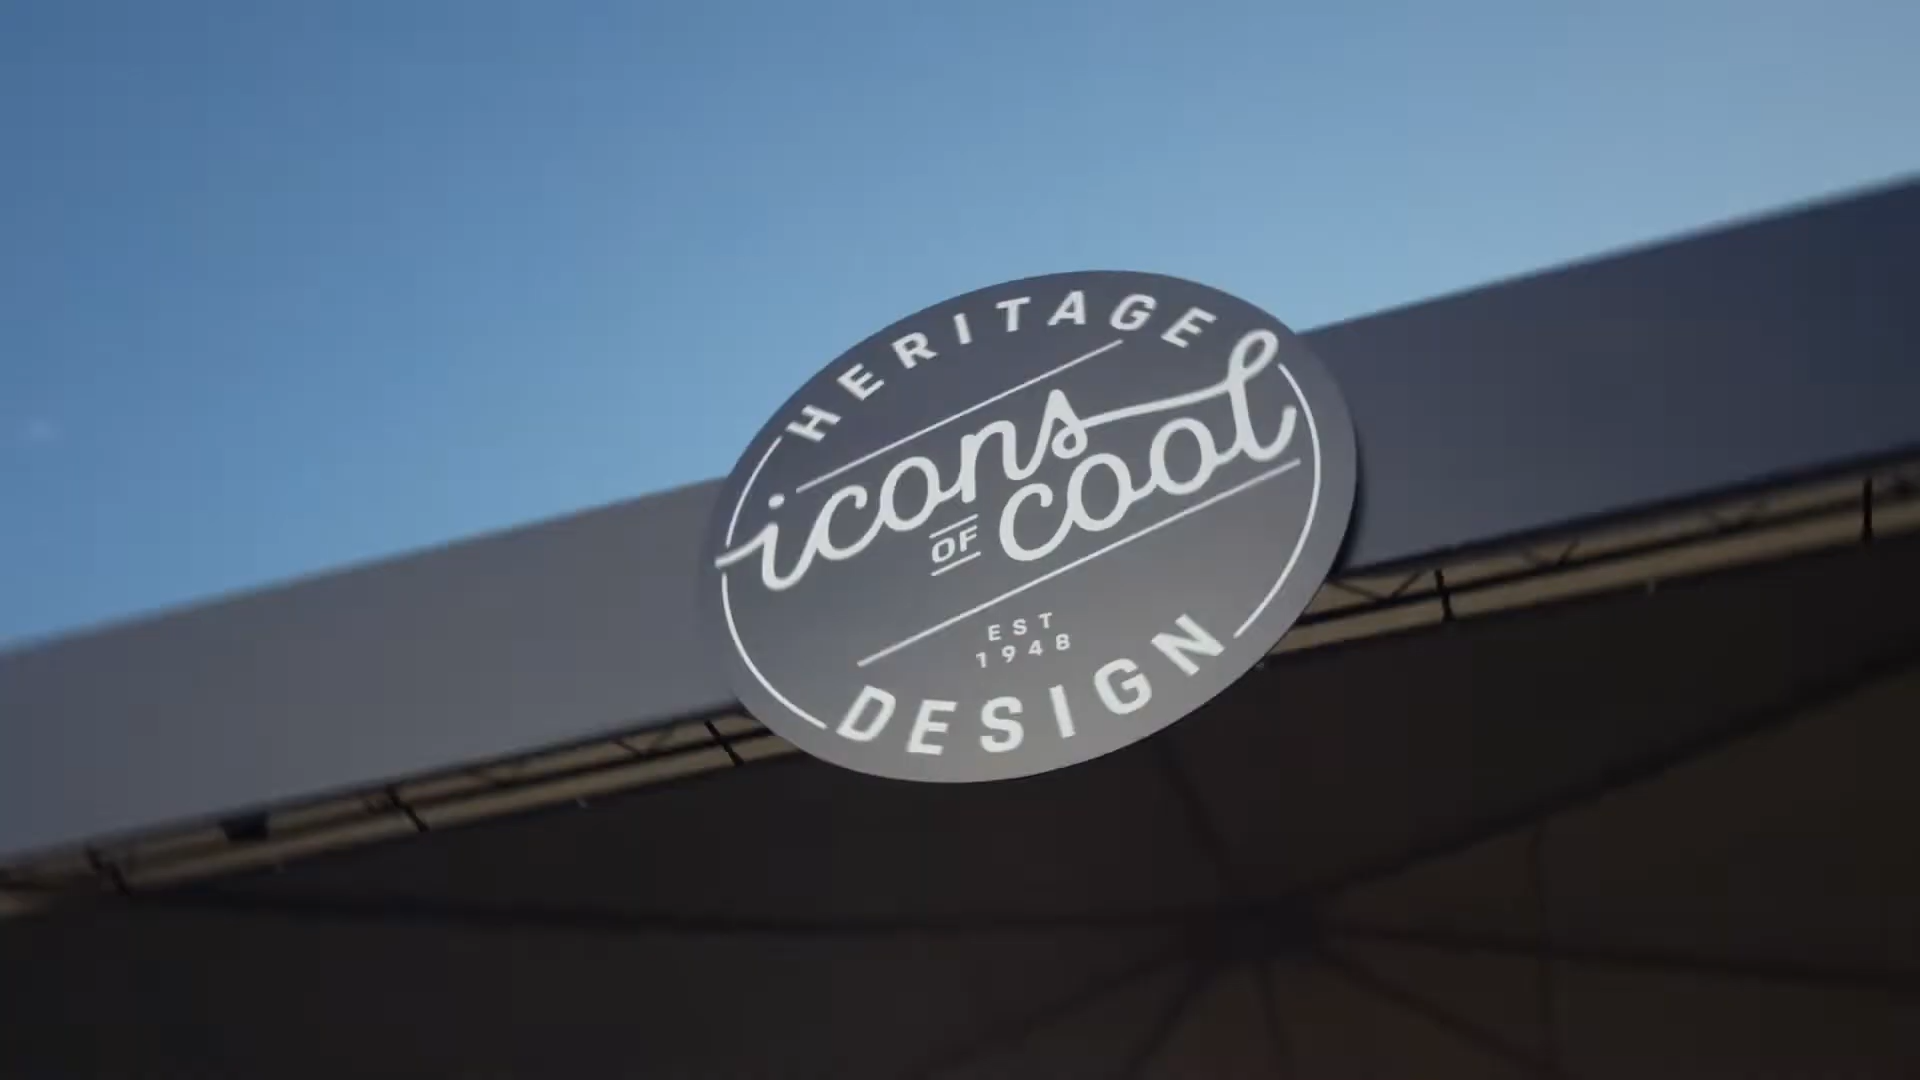 HERITAGE
icons
OF cool
EST
1948
DESIGN